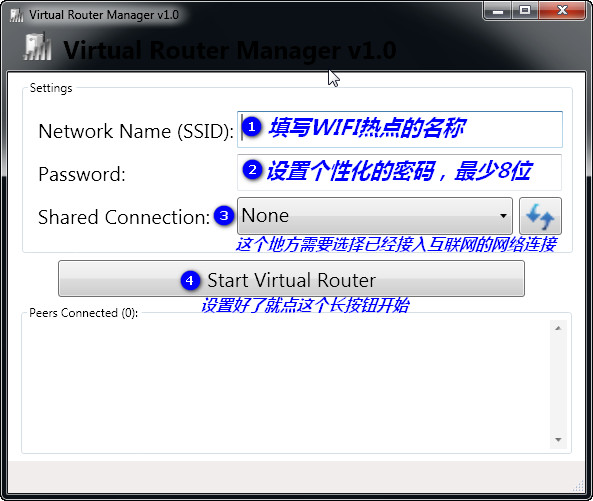 Virtual Router Manager v1.0
Virtual Router Manager v1.0
Settings
Network Name (SSID): 1 填写WIFI热点的名称
Password: 2 设置个性化的密码，最少8位
Shared Connection: 3 None
这个地方需要选择已经接入互联网的网络连接
4 Start Virtual Router
设置好了就点这个长按钮开始
Peers Connected (0):